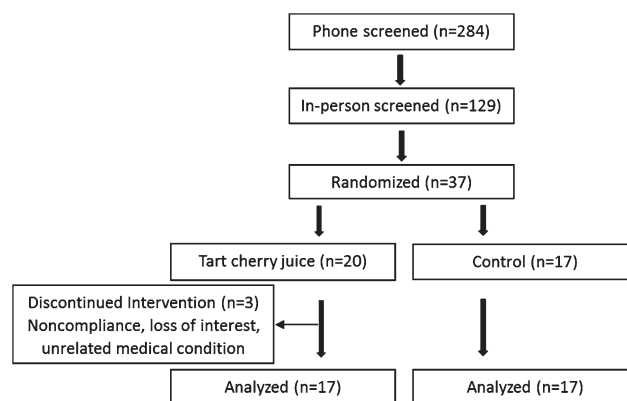 Phone screened (n=284)
In-person screened (n=129)
Randomized (n=37)
Tart cherry juice (n=20)
Control (n=17)
Discontinued Intervention (n=3)
Noncompliance, loss of interest,
unrelated medical condition
Analyzed (n=17)
Analyzed (n=17)